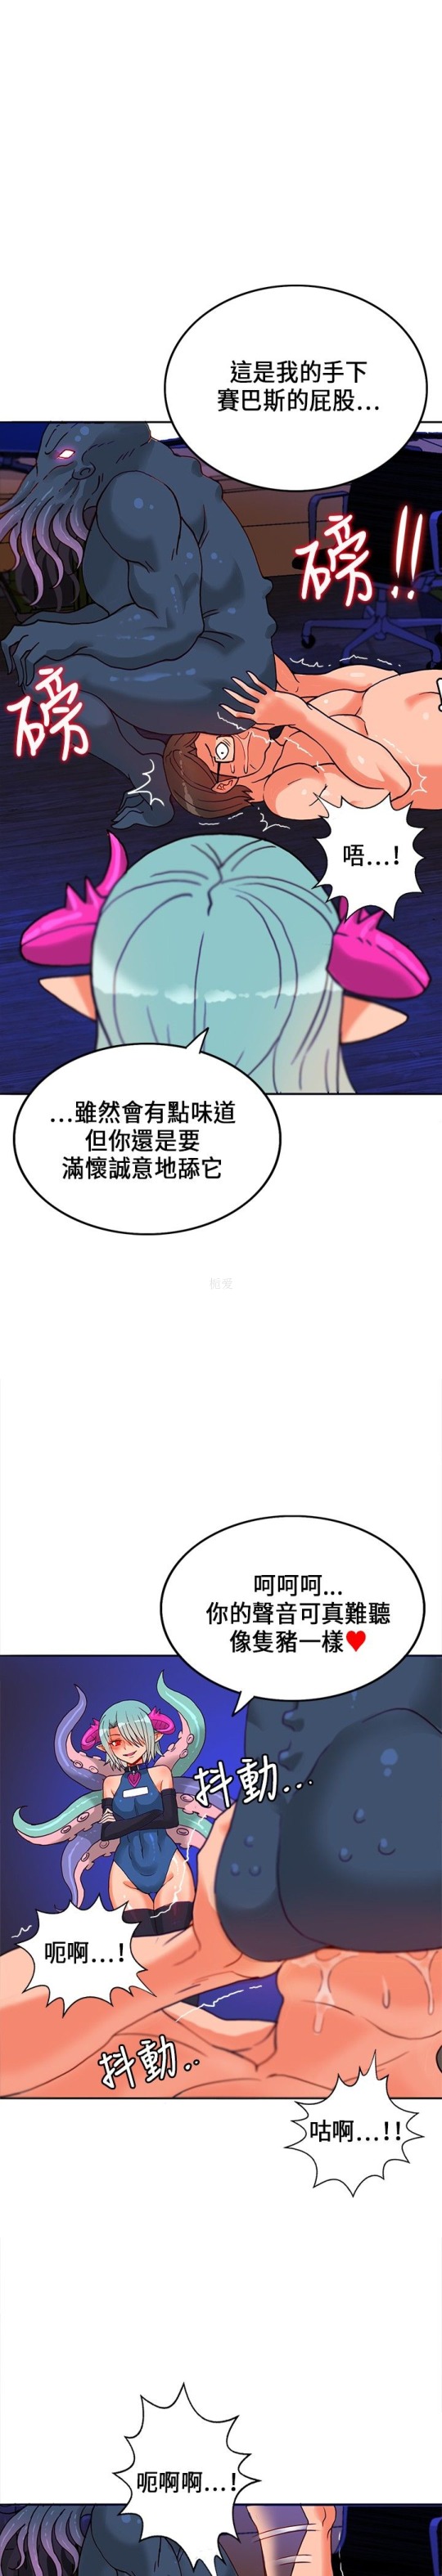 這是我的手下
賽巴斯的屁股...
磅!!
磅
唔...!
...雖然會有點味道
但你還是要
滿懷誠意地舔它
呵呵呵...
你的聲音可真難聽
像隻豬一樣♥
抖動...
呃啊...!
抖動..
咕啊...!!
呃啊啊...!